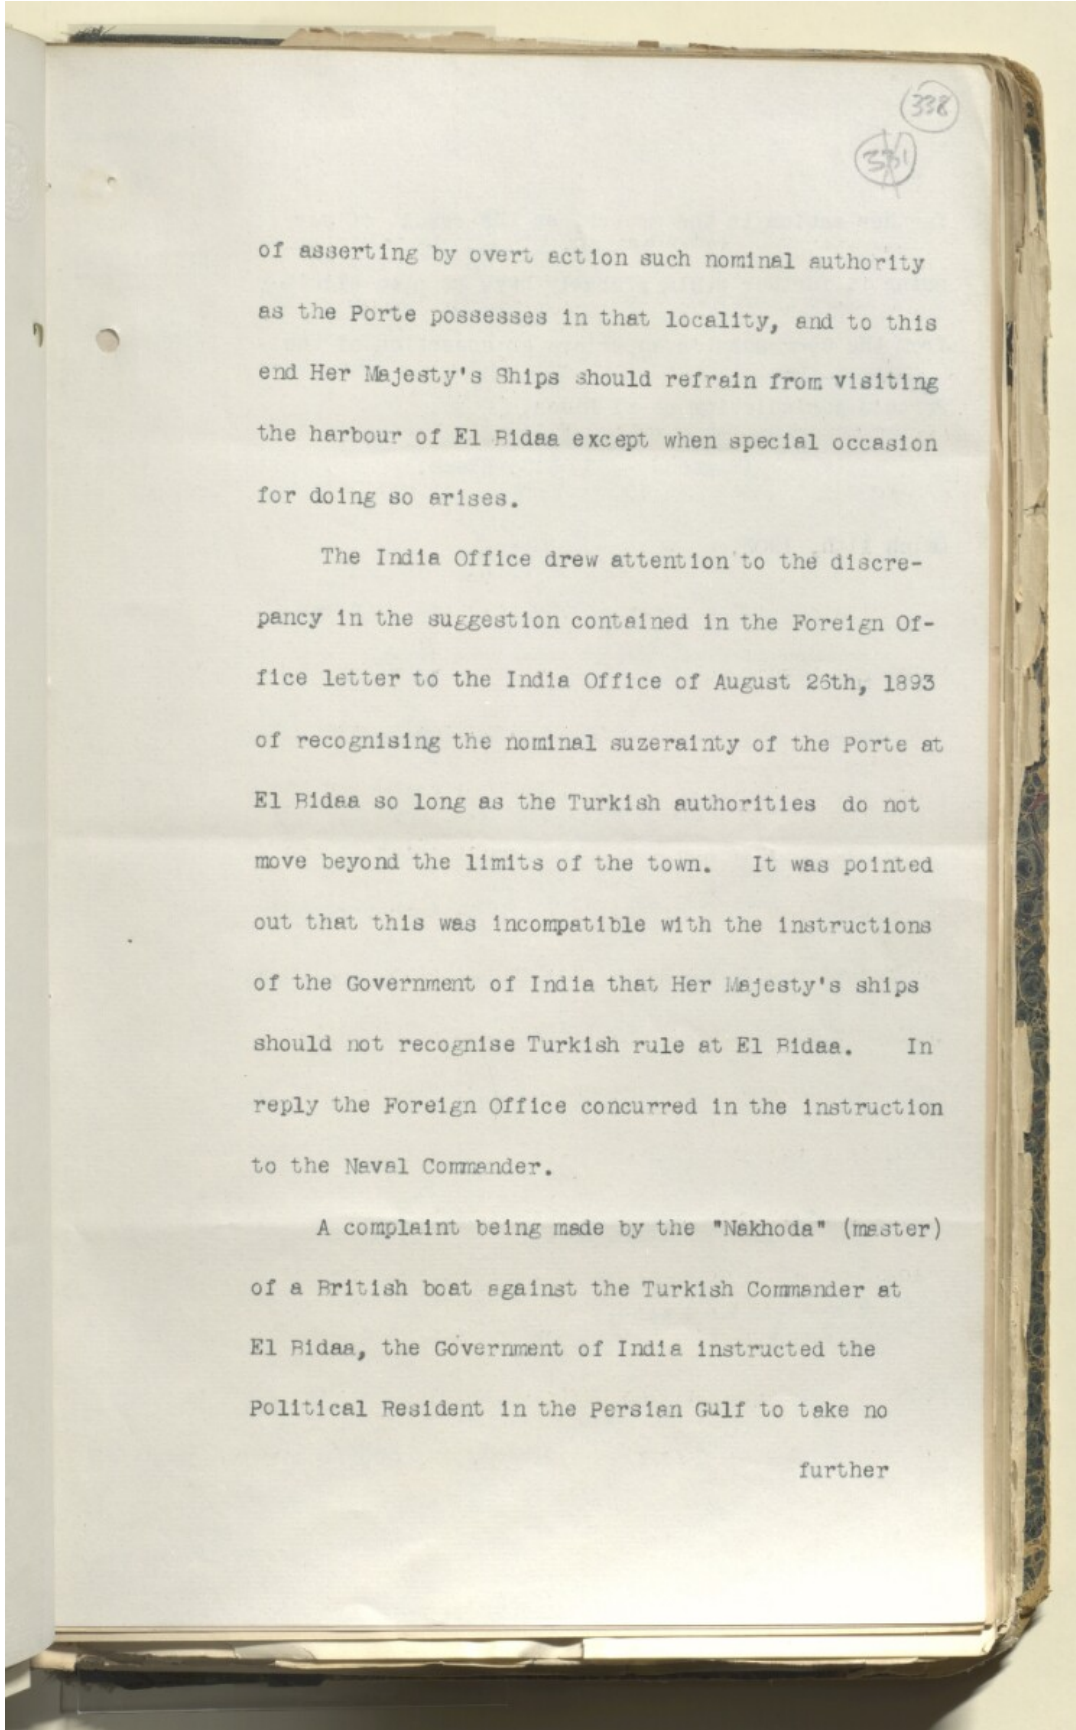 338
331
of asserting by overt action such nominal authority
as the Porte possesses in that locality, and to this
end Her Majesty's Ships should refrain from visiting
the harbour of El Bidaa except when special occasion
for doing so arises.
The India Office drew attention to the discre-
pancy in the suggestion contained in the Foreign Of-
fice letter to the India Office of August 26th, 1893
of recognising the nominal suzerainty of the Porte at
El Bidaa so long as the Turkish authorities do not
move beyond the limits of the town. It was pointed
out that this was incompatible with the instructions
of the Government of India that Her Majesty's ships
should not recognise Turkish rule at El Bidaa. In
reply the Foreign Office concurred in the instruction
to the Naval Commander.
A complaint being made by the "Nakhoda" (master)
of a British boat against the Turkish Commander at
El Bidaa, the Government of India instructed the
Political Resident in the Persian Gulf to take no
further